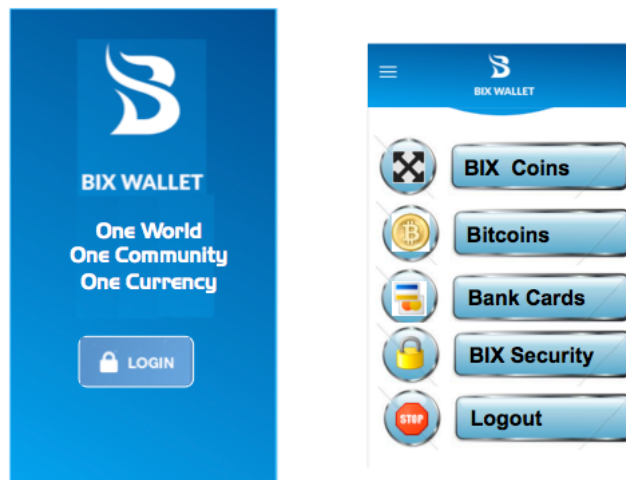 BIX WALLET
One World
One Community
One Currency
LOGIN
BIX WALLET
BIX Coins
Bitcoins
Bank Cards
BIX Security
STOP
Logout